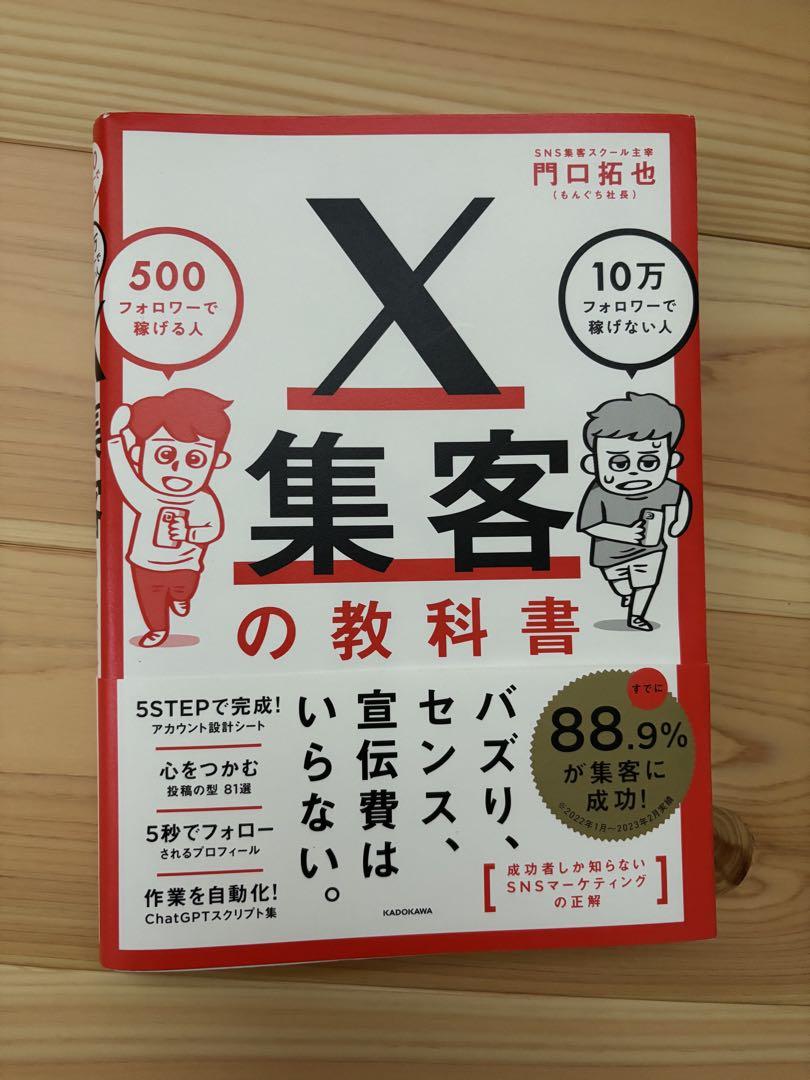 SNS集客スクール主宰
門口拓也
(もんぐち社長)
500
フォロワーで
稼げる人
10万
フォロワーで
稼げない人
X
集客
の教科書
5STEPで完成!
アカウント設計シート
心をつかむ
投稿の型 81選
5秒でフォロー
されるプロフィール
作業を自動化!
ChatGPTスクリプト集
バズり、
センス、
宣伝費は
いらない。
すでに
88.9%
が集客に
成功!
※2022年1月～2023年2月実績
[成功者しか知らない
SNSマーケティング
の正解]
KADOKAWA